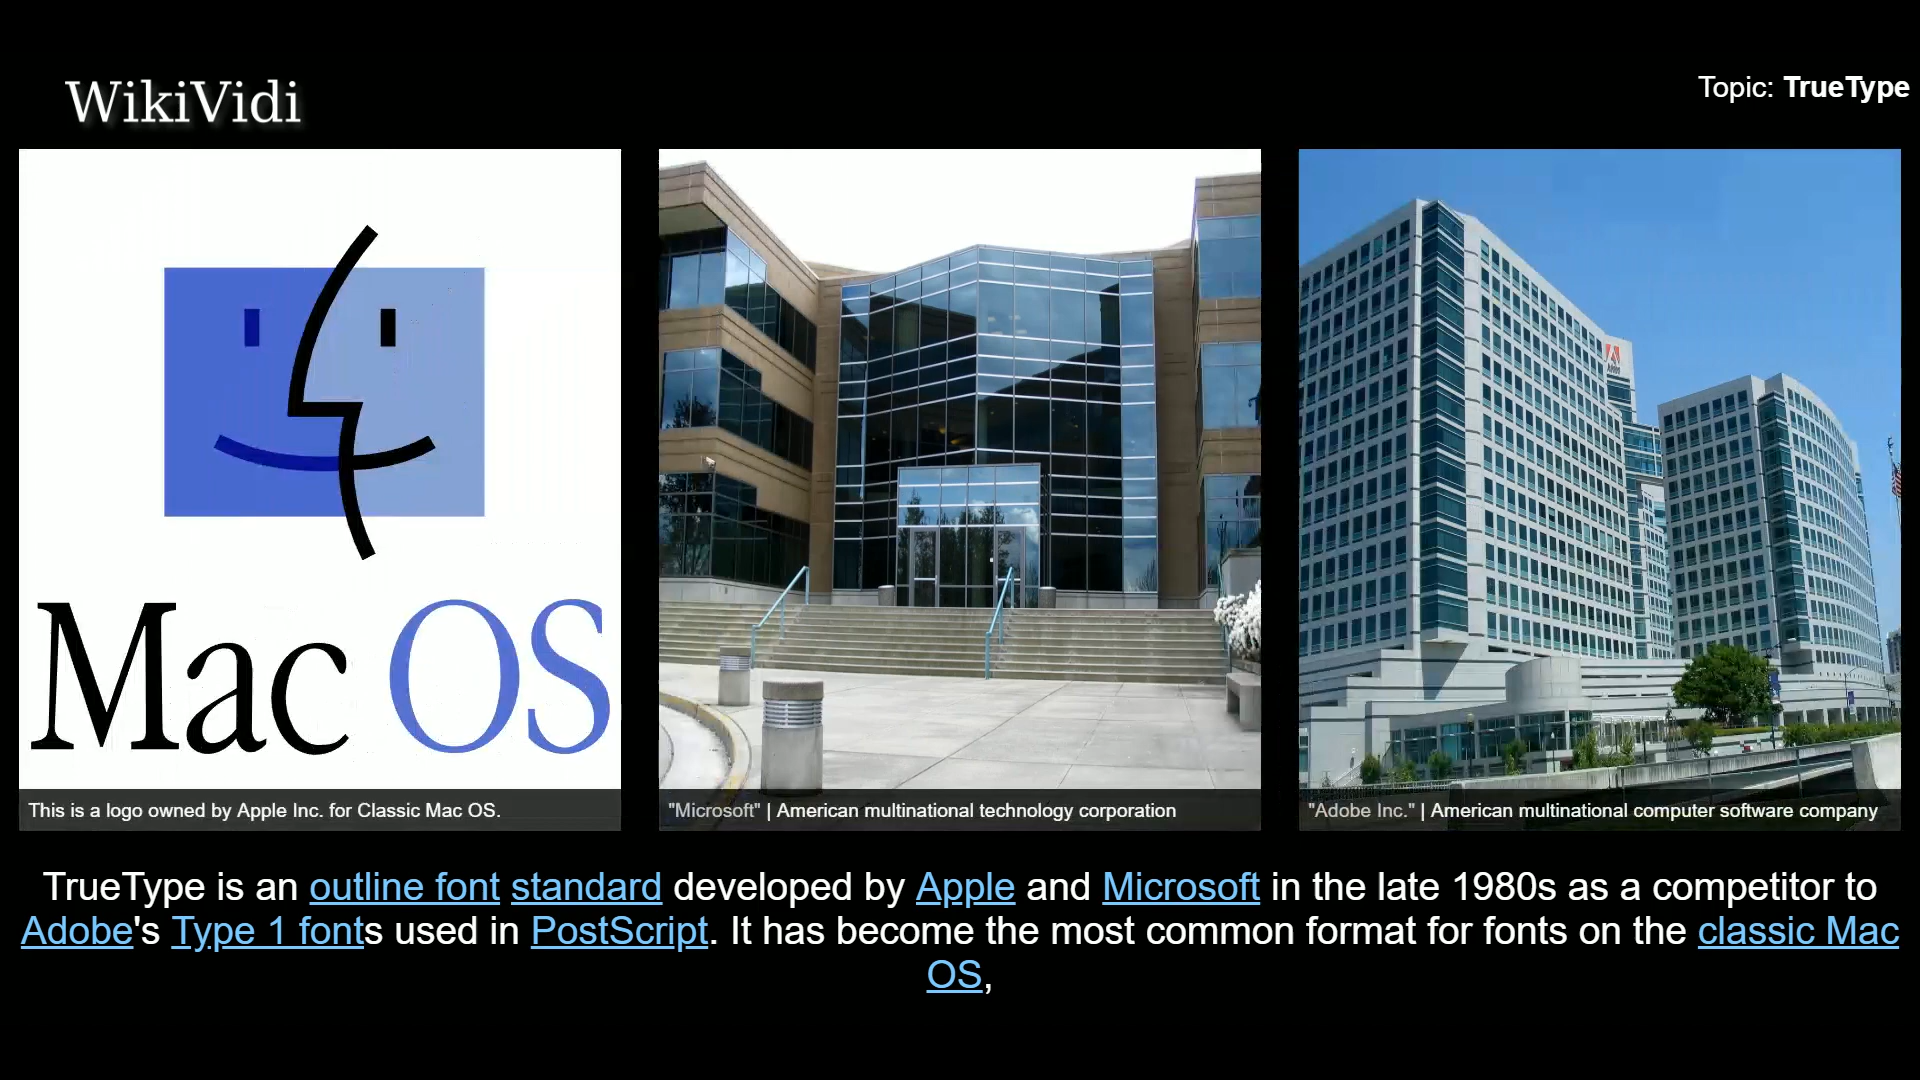 WikiVidi
Topic: TrueType
Mac OS
This is a logo owned by Apple Inc. for Classic Mac OS.
"Microsoft" | American multinational technology corporation
"Adobe Inc." | American multinational computer software company
TrueType is an outline font standard developed by Apple and Microsoft in the late 1980s as a competitor to
Adobe's Type 1 fonts used in PostScript. It has become the most common format for fonts on the classic Mac
OS,